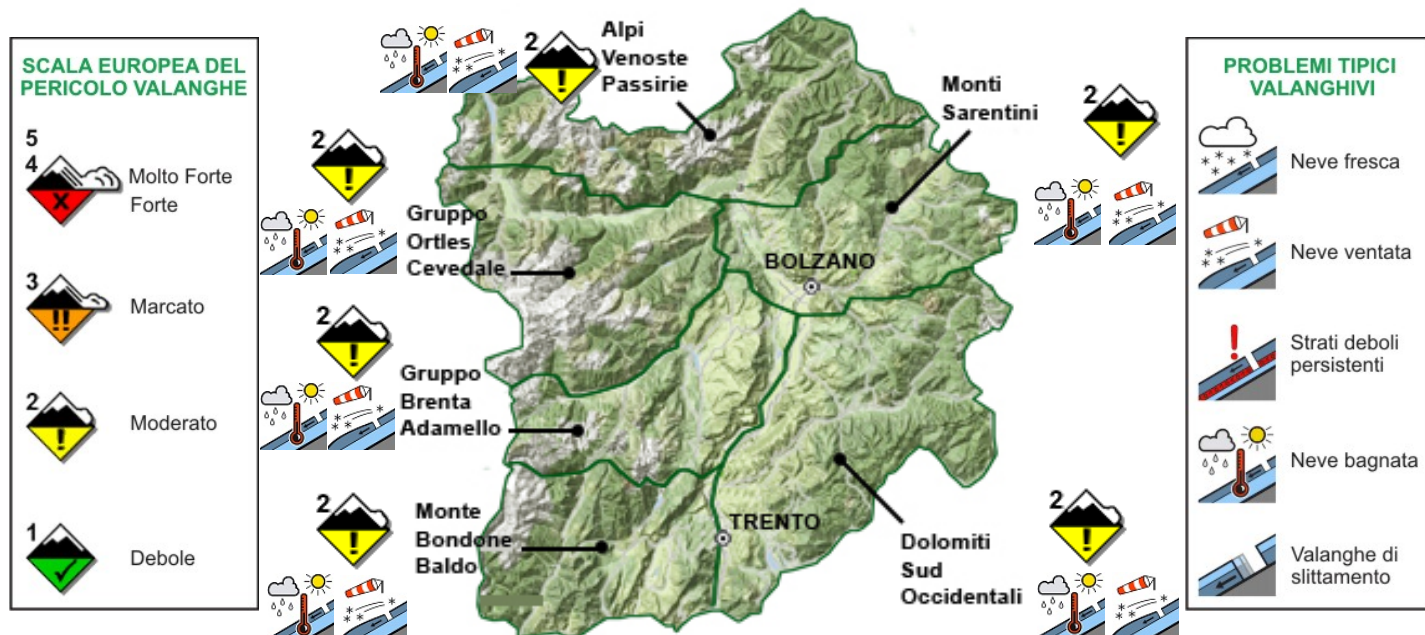 SCALA EUROPEA DEL
PERICOLO VALANGHE
5
4
Molto Forte
Forte
3
Marcato
2
Moderato
1
Debole
2
Alpi
Venoste
Passirie
Monti
Sarentini
2
2
Gruppo
Ortles
Cevedale
BOLZANO
2
Gruppo
Brenta
Adamello
2
Monte
Bondone
Baldo
TRENTO
Dolomiti
Sud
Occidentali
2
PROBLEMI TIPICI
VALANGHIVI
Neve fresca
Neve ventata
Strati deboli
persistenti
Neve bagnata
Valanghe di
slittamento